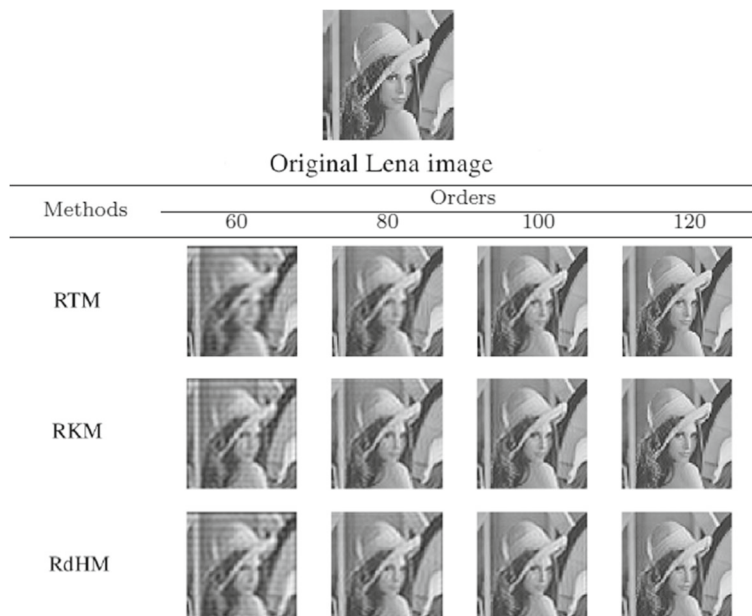 Original Lena image
Methods
Orders
60 80 100 120
RTM
RKM
RdHM